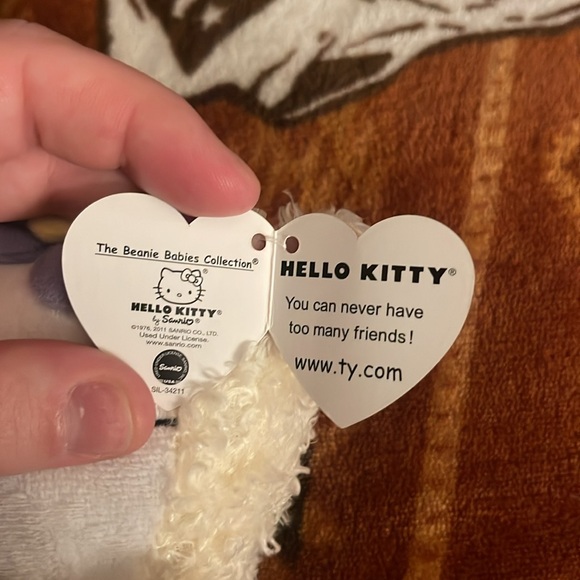 The Beanie Babies Collection®
HELLO KITTY®
by Sanrio®
©1976, 2011 SANRIO CO., LTD.
Used Under License.
www.sanrio.com
Sanrio
SIL-34211
HELLO KITTY®
You can never have
too many friends!
www.ty.com